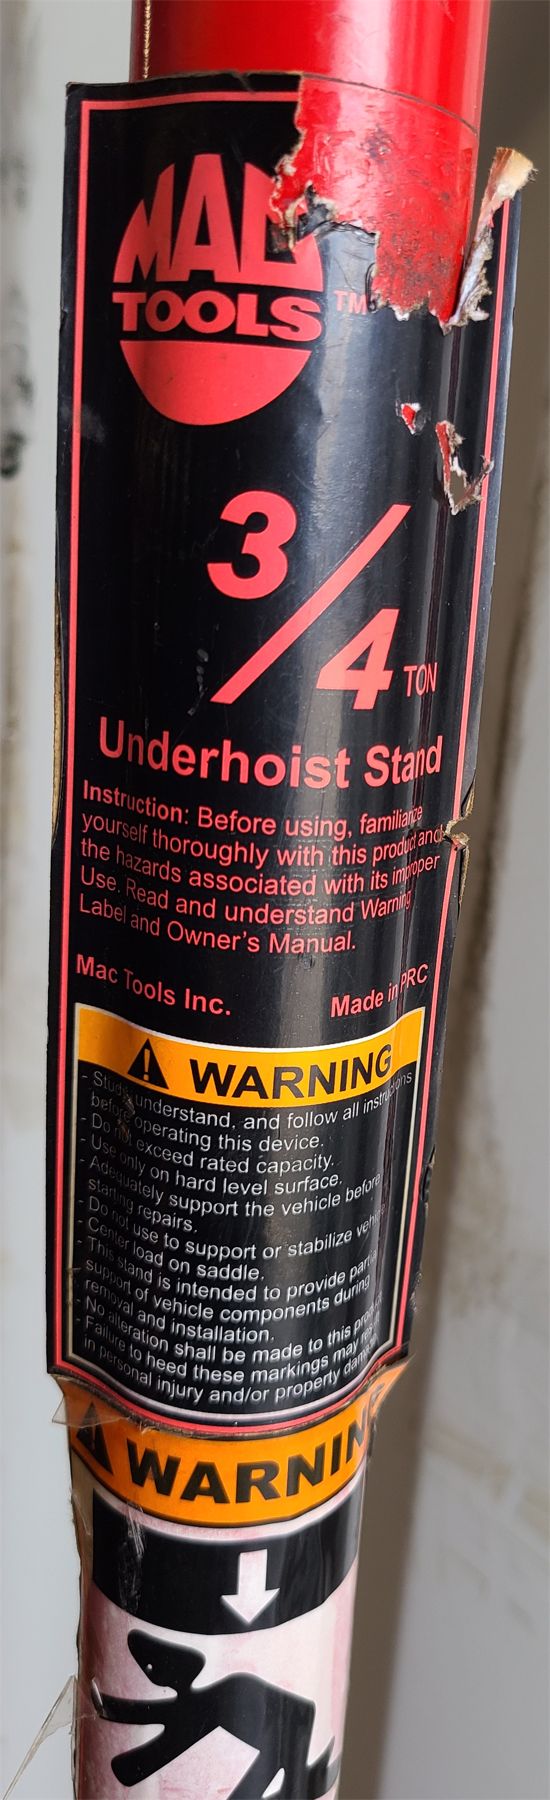 MAC
TOOLS TM
3/4 TON
Underhoist Stand
Instruction: Before using, familiarize
yourself thoroughly with this product and
the hazards associated with its improper
Use. Read and understand Warning
Label and Owner's Manual.
Mac Tools Inc. Made in PRC
WARNING
- Study, understand, and follow all instructions
before operating this device.
- Do not exceed rated capacity.
- Use only on hard level surface.
- Adequately support the vehicle before
starting repairs.
- Do not use to support or stabilize vehicle
- Center load on saddle.
- This stand is intended to provide partial
support of vehicle components during
removal and installation.
- No alteration shall be made to this product
- Failure to heed these markings may result
in personal injury and/or property damage
WARNING